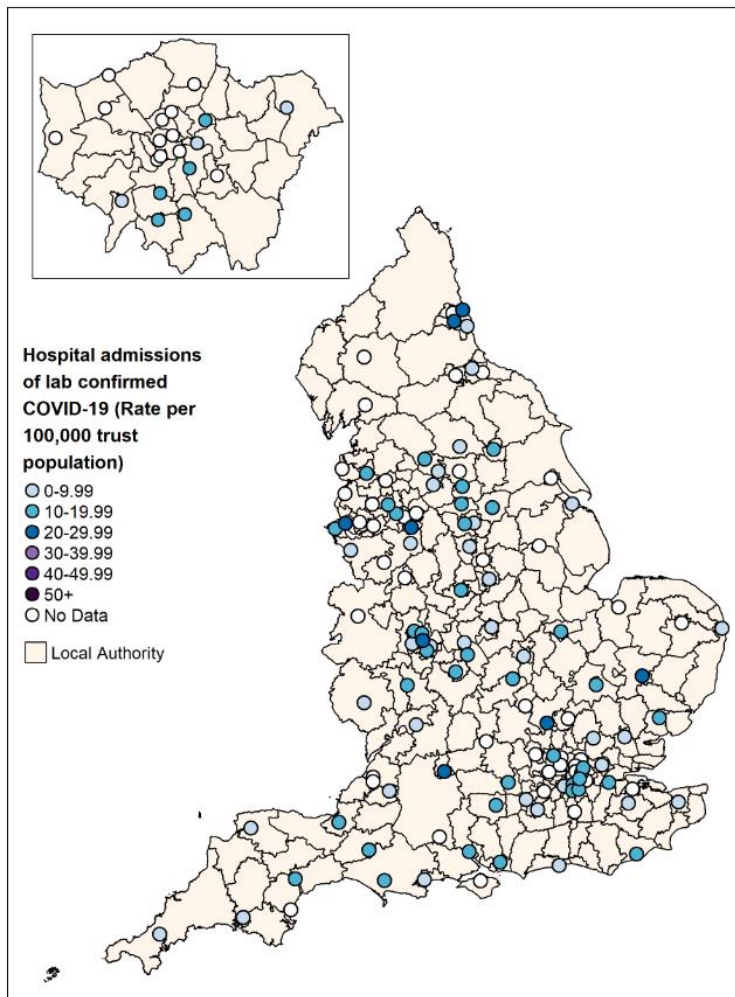 Hospital admissions
of lab confirmed
COVID-19 (Rate per
100,000 trust
population)
0-9.99
10-19.99
20-29.99
30-39.99
40-49.99
50+
No Data
Local Authority